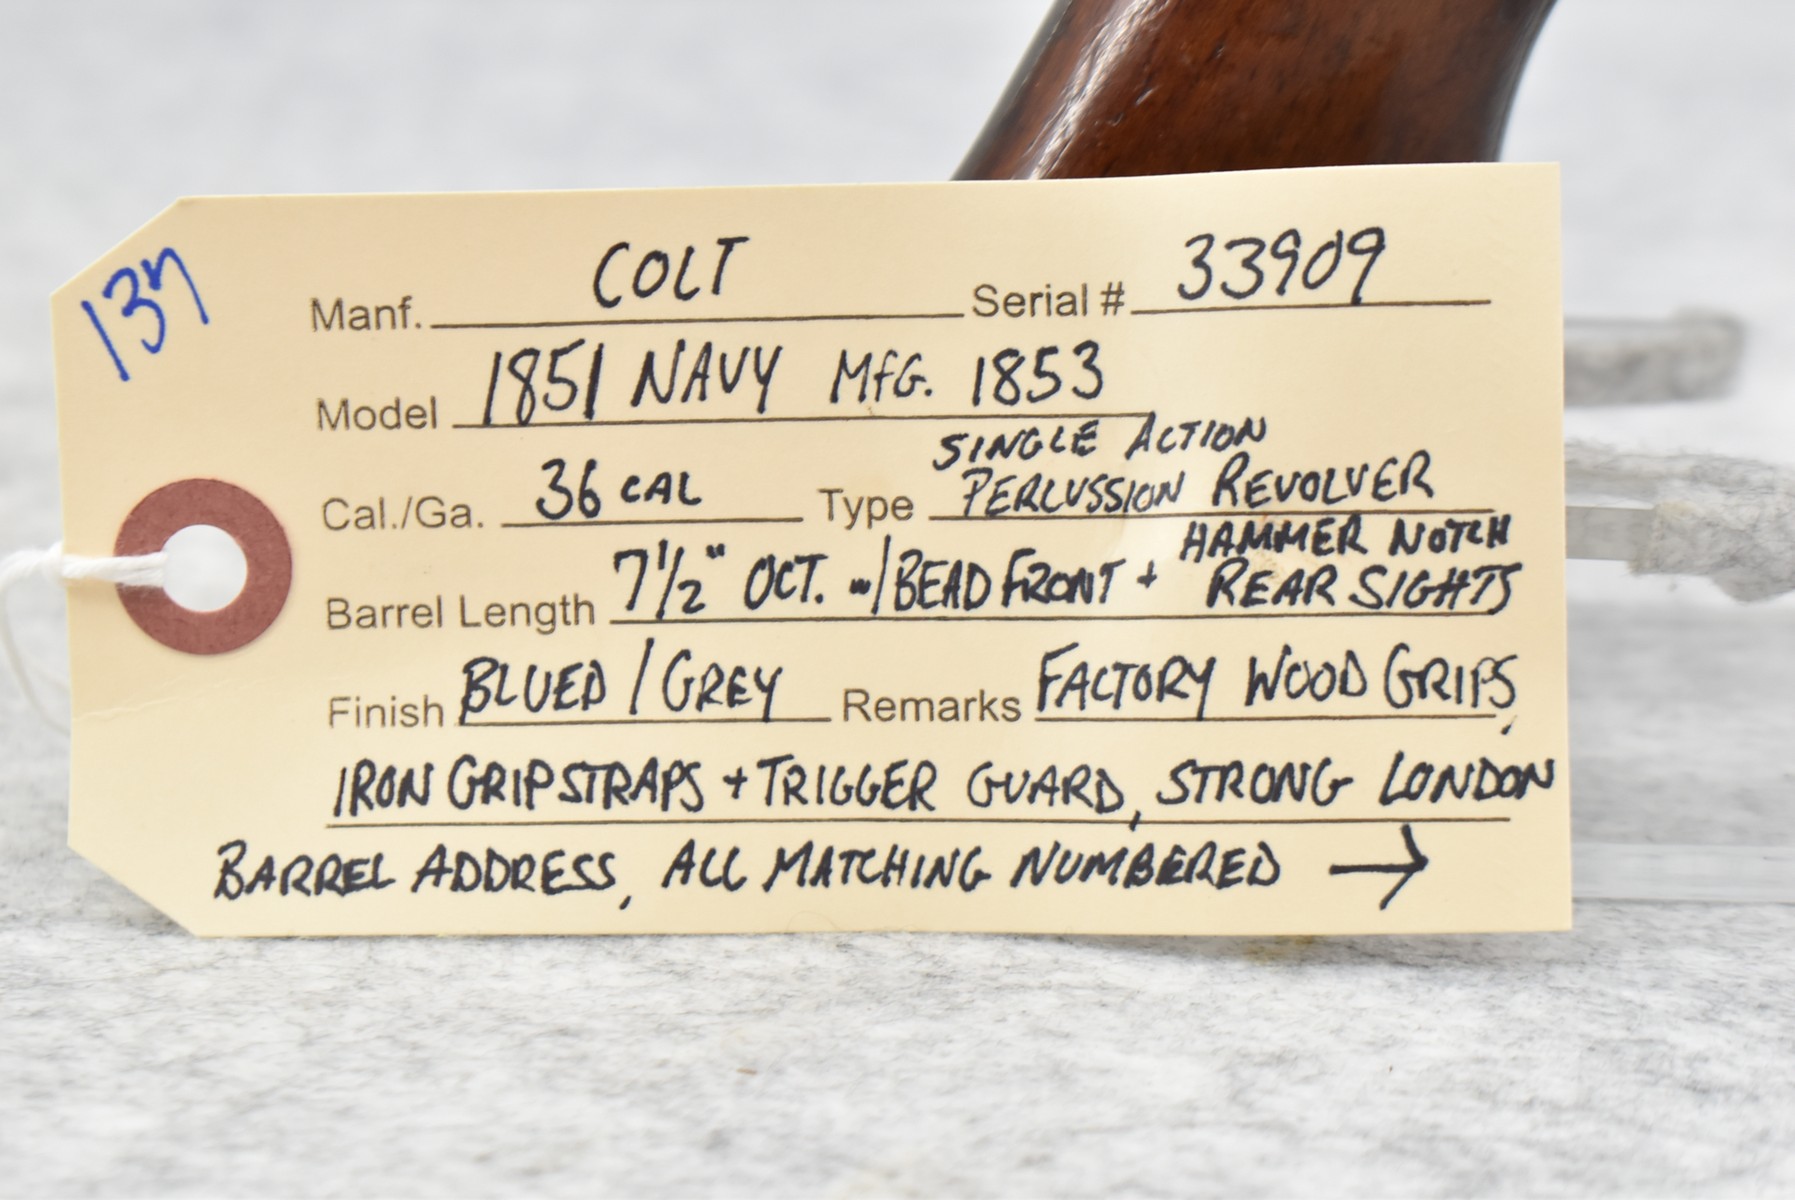 137
Manf. COLT Serial # 33909
Model 1851 NAVY MFG. 1853
Cal./Ga. 36 CAL Type SINGLE ACTION
PERCUSSION REVOLVER
Barrel Length 7 1/2" OCT. w/ BEAD FRONT + HAMMER NOTCH
REAR SIGHTS
Finish BLUED / GREY Remarks FACTORY WOOD GRIPS,
IRON GRIPSTRAPS + TRIGGER GUARD, STRONG LONDON
BARREL ADDRESS, ALL MATCHING NUMBERED →